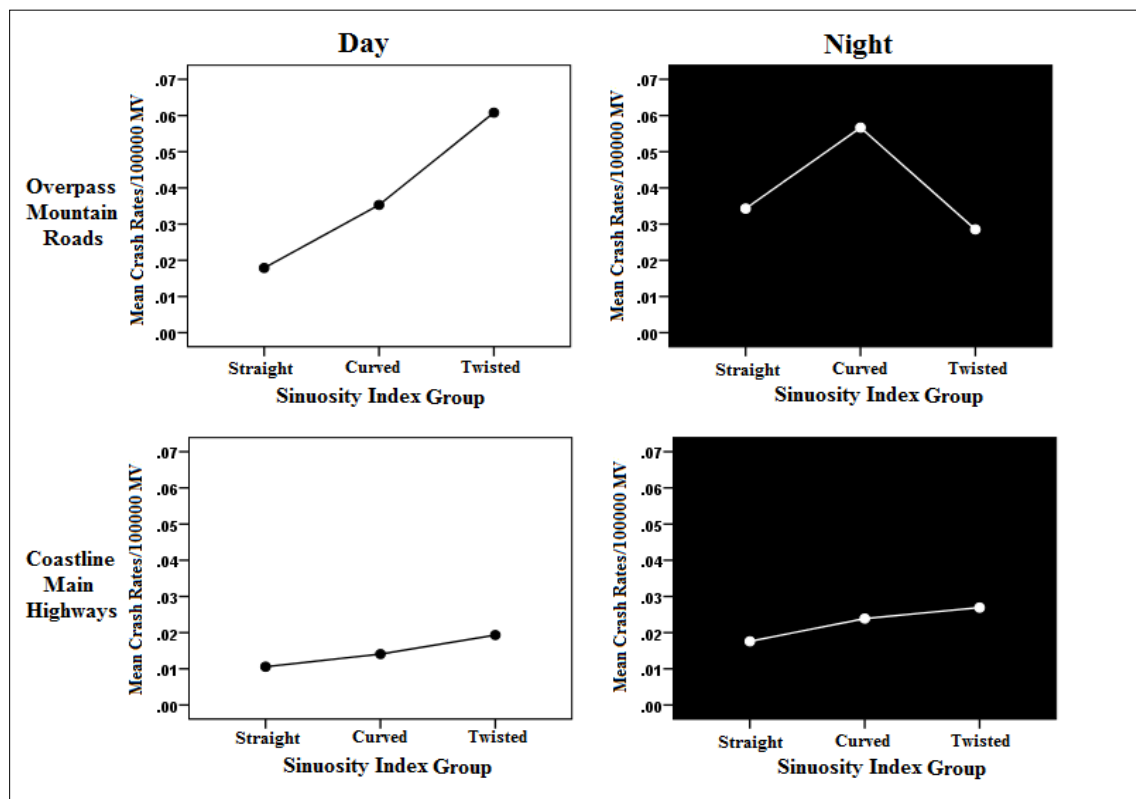 Day
Night
Overpass
Mountain
Roads
Mean Crash Rates/100000 MV
.07
.06
.05
.04
.03
.02
.01
.00
Straight
Curved
Twisted
Sinuosity Index Group
Mean Crash Rates/100000 MV
.07
.06
.05
.04
.03
.02
.01
.00
Straight
Curved
Twisted
Sinuosity Index Group
Coastline
Main
Highways
Mean Crash Rates/100000 MV
.07
.06
.05
.04
.03
.02
.01
.00
Straight
Curved
Twisted
Sinuosity Index Group
Mean Crash Rates/100000 MV
.07
.06
.05
.04
.03
.02
.01
.00
Straight
Curved
Twisted
Sinuosity Index Group